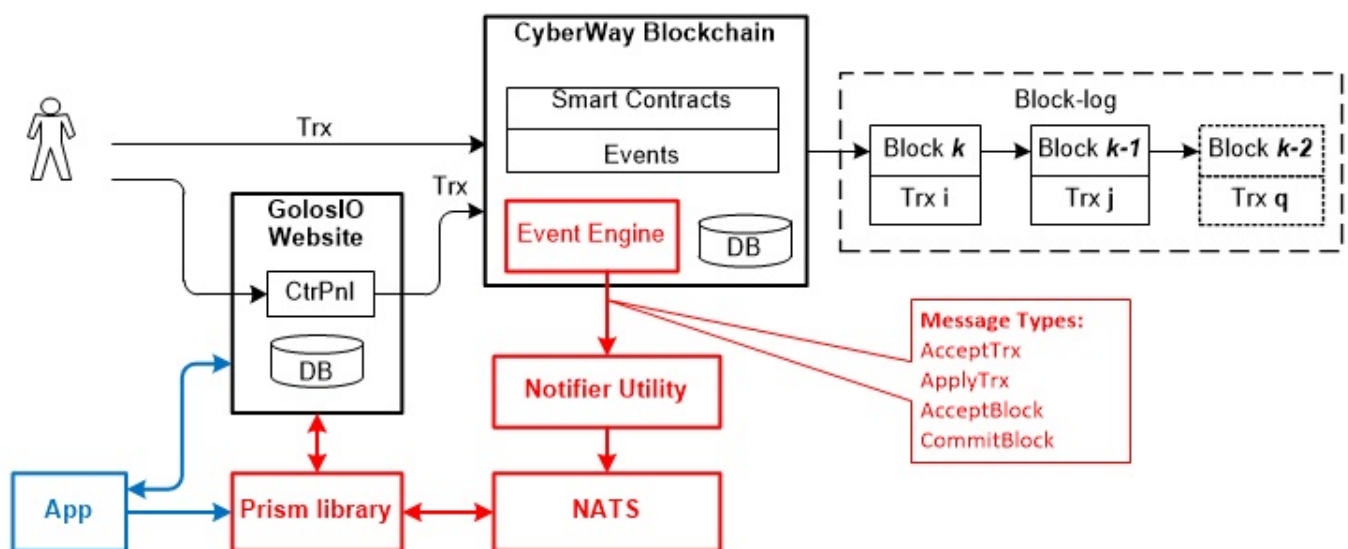 CyberWay Blockchain
Smart Contracts
Events
Event Engine
DB
Trx
Trx
GolosIO
Website
CtrPnl
DB
Block-log
Block k
Trx i
Block k-1
Trx j
Block k-2
Trx q
Message Types:
AcceptTrx
ApplyTrx
AcceptBlock
CommitBlock
Notifier Utility
App
Prism library
NATS